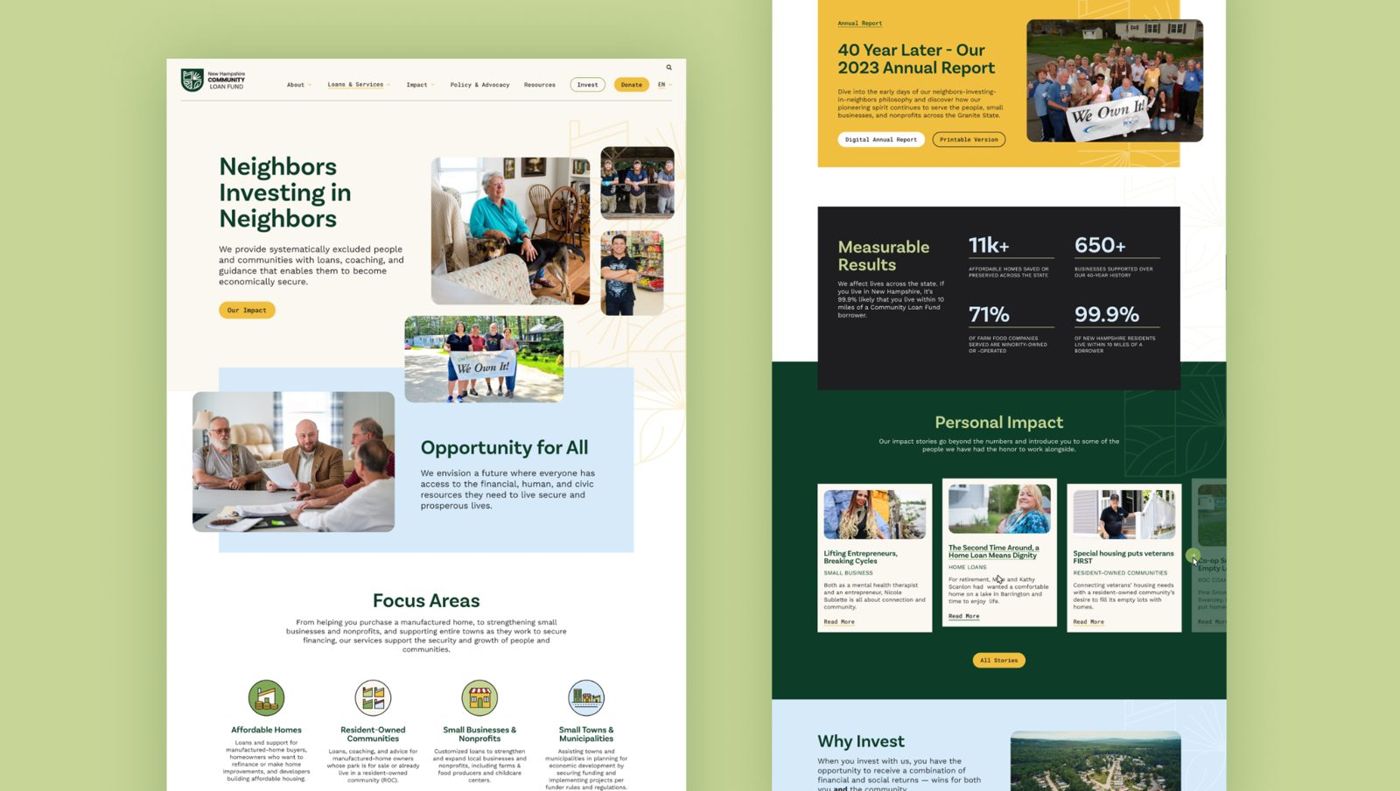 New Hampshire
COMMUNITY
LOAN FUND
About
Loans & Services
Impact
Policy & Advocacy
Resources
Invest
Donate
EN
Neighbors
Investing in
Neighbors
We provide systematically excluded people
and communities with loans, coaching, and
guidance that enables them to become
economically secure.
Our Impact
We Own It!
Opportunity for All
We envision a future where everyone has
access to the financial, human, and civic
resources they need to live secure and
prosperous lives.
Focus Areas
From helping you purchase a manufactured home, to strengthening small
businesses and nonprofits, and supporting entire towns as they work to secure
financing, our services support the security and growth of people and
communities.
Affordable Homes
Loans and support for
manufactured-home buyers,
homeowners who want to
refinance or make home
improvements, and developers
building affordable housing.
Resident-Owned
Communities
Loans, coaching, and advice for
manufactured-home owners
whose park is for sale or already
live in a resident-owned
community (ROC).
Small Businesses &
Nonprofits
Customized loans to strengthen
and expand local businesses and
nonprofits, including farms &
food producers and childcare
centers.
Small Towns &
Municipalities
Assisting towns and
municipalities in planning for
economic development by
securing funding and
implementing projects per
funder rules and regulations.
Annual Report
40 Year Later - Our
2023 Annual Report
Dive into the early days of our neighbors-investing-
in-neighbors philosophy and discover how our
pioneering spirit continues to serve the people, small
businesses, and nonprofits across the Granite State.
Digital Annual Report
Printable Version
We Own It!
Measurable
Results
We affect lives across the state. If
you live in New Hampshire, it's
99.9% likely that you live within 10
miles of a Community Loan Fund
borrower.
11k+
AFFORDABLE HOMES SAVED OR
PRESERVED ACROSS THE STATE
650+
BUSINESSES SUPPORTED OVER
OUR 40-YEAR HISTORY
71%
OF FARM FOOD COMPANIES
SERVED ARE MINORITY-OWNED
OR -OPERATED
99.9%
OF NEW HAMPSHIRE RESIDENTS
LIVE WITHIN 10 MILES OF A
BORROWER
Personal Impact
Our impact stories go beyond the numbers and introduce you to some of the
people we have had the honor to work alongside.
Lifting Entrepreneurs,
Breaking Cycles
SMALL BUSINESS
Both as a mental health therapist
and an entrepreneur, Nicole
Sublette is all about connection and
community.
Read More
The Second Time Around, a
Home Loan Means Dignity
HOME LOANS
For retirement, and Kathy
Scanlon had wanted a comfortable
home on a lake in Barrington and
time to enjoy life.
Read More
Special housing puts veterans
FIRST
RESIDENT-OWNED COMMUNITIES
Connecting veterans' housing needs
with a resident-owned community's
desire to fill its empty lots with
homes.
Read More
All Stories
Why Invest
When you invest with us, you have the
opportunity to receive a combination of
financial and social returns — wins for both
you and the community.